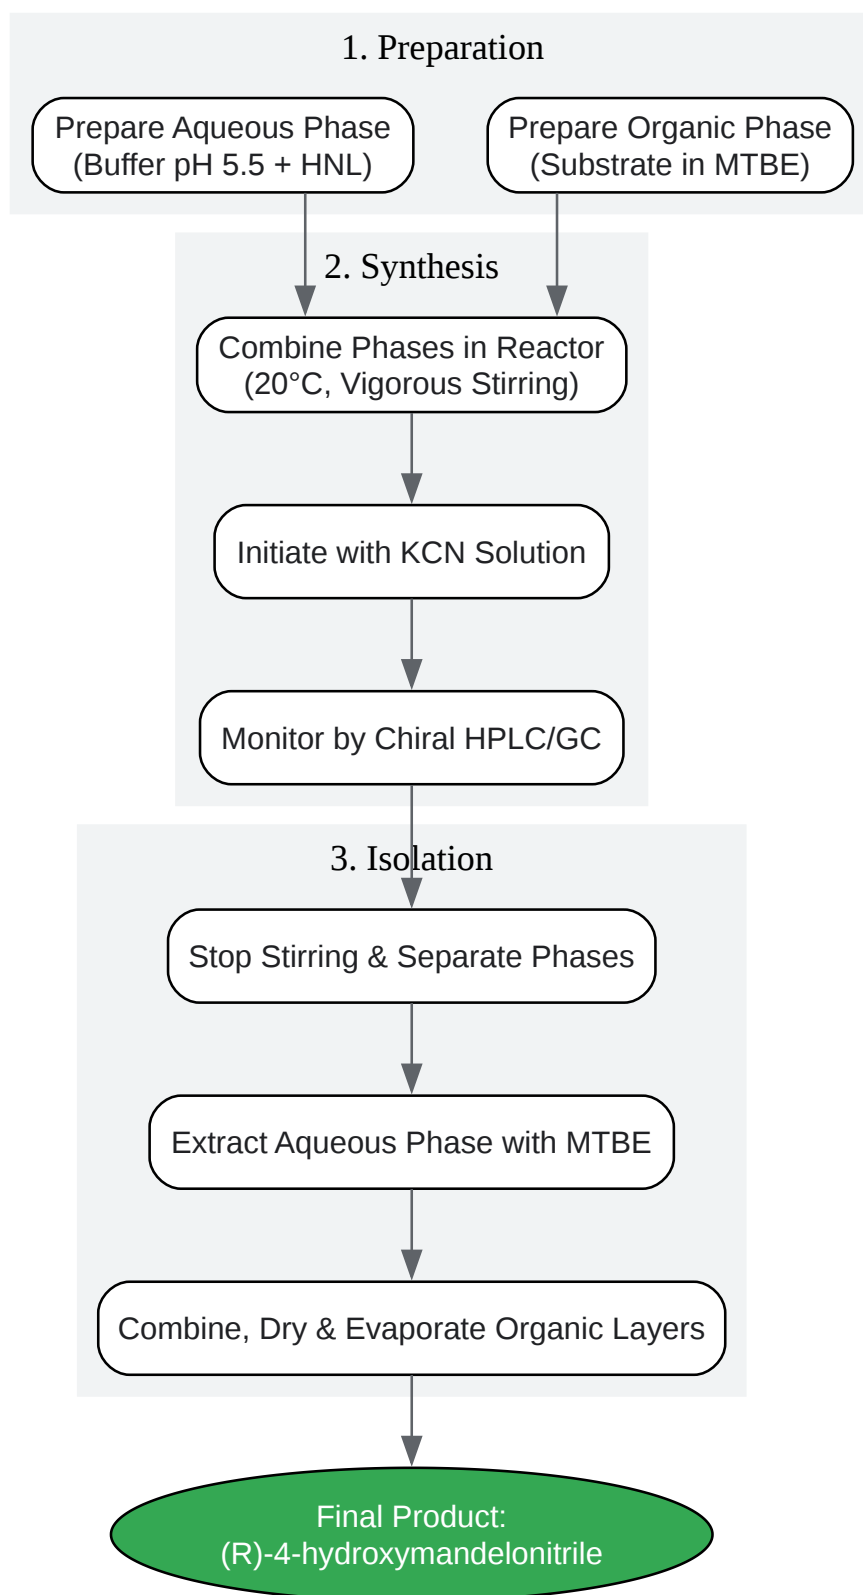 1. Preparation
Prepare Aqueous Phase
(Buffer pH 5.5 + HNL)
Prepare Organic Phase
(Substrate in MTBE)
2. Synthesis
Combine Phases in Reactor
(20°C, Vigorous Stirring)
Initiate with KCN Solution
Monitor by Chiral HPLC/GC
3. Isolation
Stop Stirring & Separate Phases
Extract Aqueous Phase with MTBE
Combine, Dry & Evaporate Organic Layers
Final Product:
(R)-4-hydroxymandelonitrile